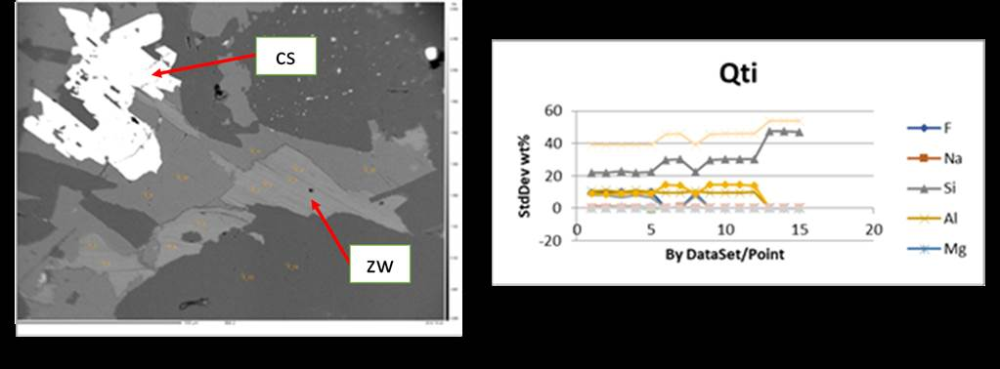 cs
zw
Qti
StdDev wt%
60
40
20
0
-20
0
5
10
15
20
By DataSet/Point
F
Na
Si
Al
Mg